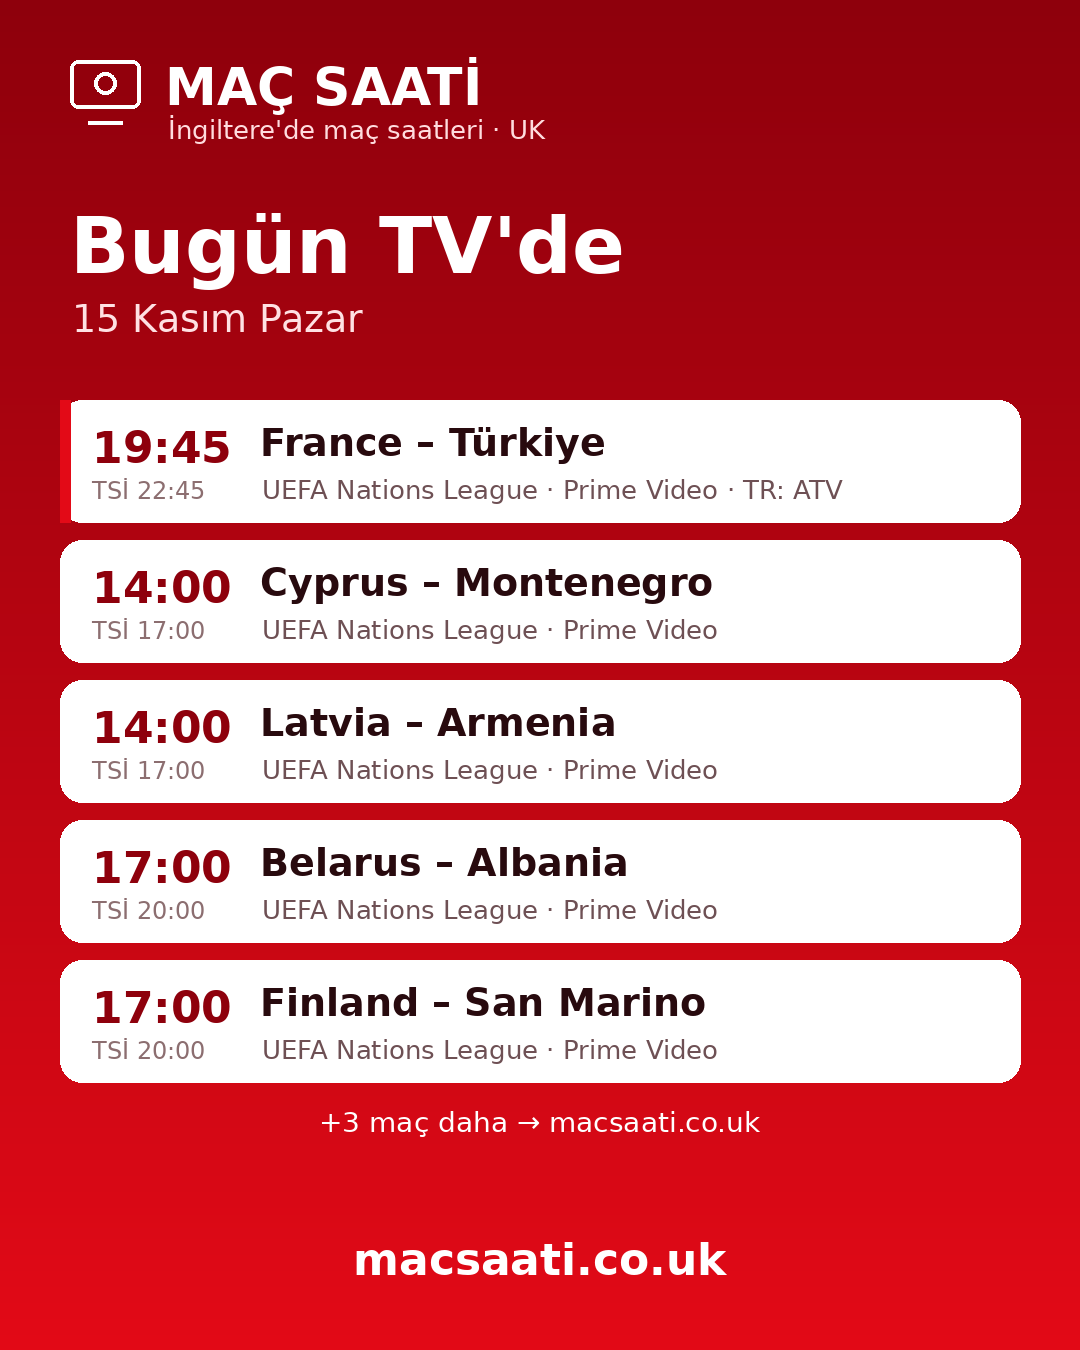 MAÇ SAATİ
İngiltere'de maç saatleri · UK
Bugün TV'de
15 Kasım Pazar
19:45 France – Türkiye
TSİ 22:45 UEFA Nations League · Prime Video · TR: ATV
14:00 Cyprus – Montenegro
TSİ 17:00 UEFA Nations League · Prime Video
14:00 Latvia – Armenia
TSİ 17:00 UEFA Nations League · Prime Video
17:00 Belarus – Albania
TSİ 20:00 UEFA Nations League · Prime Video
17:00 Finland – San Marino
TSİ 20:00 UEFA Nations League · Prime Video
+3 maç daha → macsaati.co.uk
macsaati.co.uk